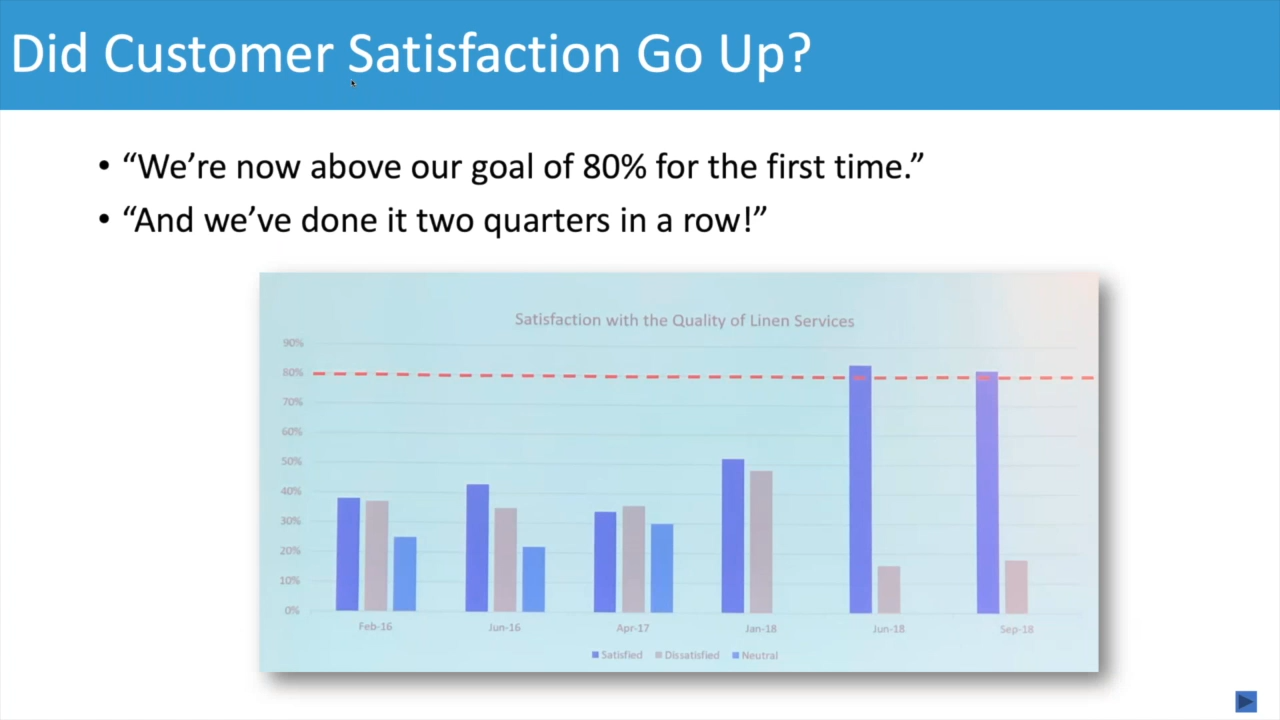 Did Customer Satisfaction Go Up?
• “We’re now above our goal of 80% for the first time.”
• “And we’ve done it two quarters in a row!”
Satisfaction with the Quality of Linen Services
90%
80%
70%
60%
50%
40%
30%
20%
10%
0%
Feb-16 Jun-16 Apr-17 Jan-18 Jun-18 Sep-18
Satisfied Dissatisfied Neutral